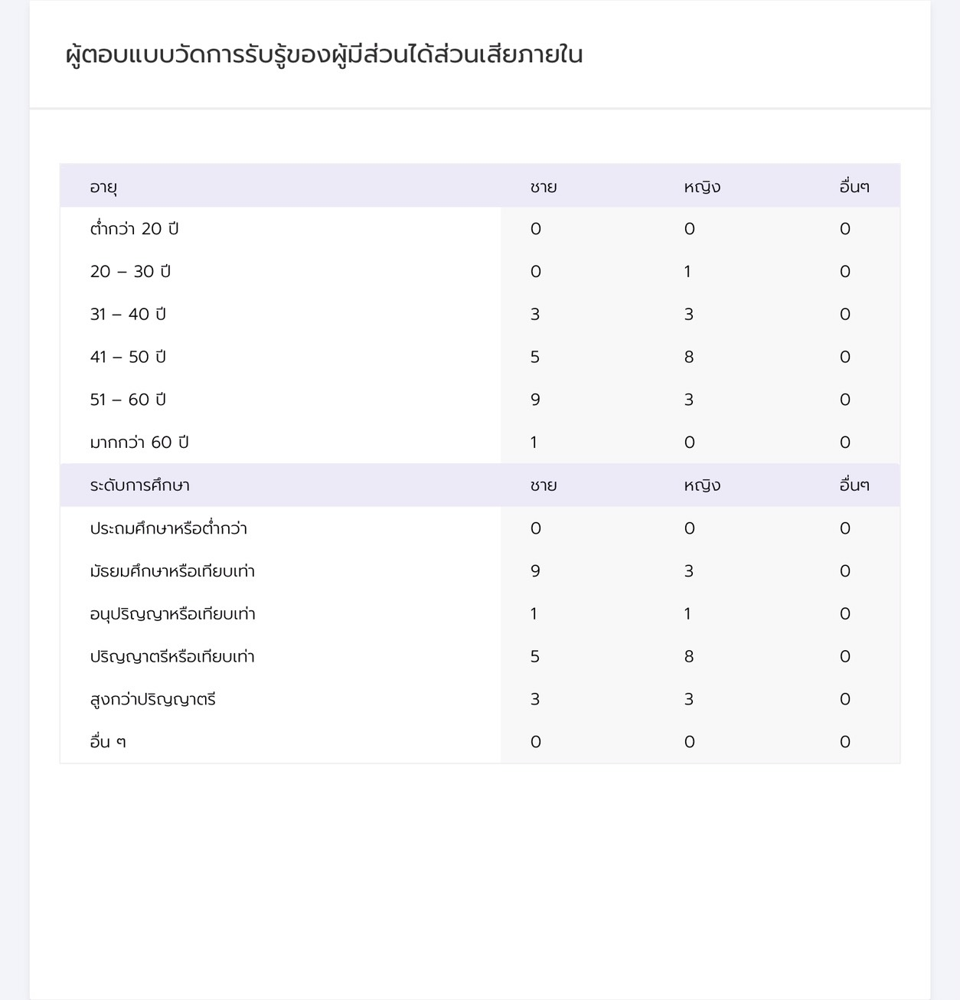 ผู้ตอบแบบวัดการรับรู้ของผู้มีส่วนได้ส่วนเสียภายใน
อายุ ชาย หญิง อื่นๆ
ต่ำกว่า 20 ปี 0 0 0
20 – 30 ปี 0 1 0
31 – 40 ปี 3 3 0
41 – 50 ปี 5 8 0
51 – 60 ปี 9 3 0
มากกว่า 60 ปี 1 0 0
ระดับการศึกษา ชาย หญิง อื่นๆ
ประถมศึกษาหรือต่ำกว่า 0 0 0
มัธยมศึกษาหรือเทียบเท่า 9 3 0
อนุปริญญาหรือเทียบเท่า 1 1 0
ปริญญาตรีหรือเทียบเท่า 5 8 0
สูงกว่าปริญญาตรี 3 3 0
อื่น ๆ 0 0 0